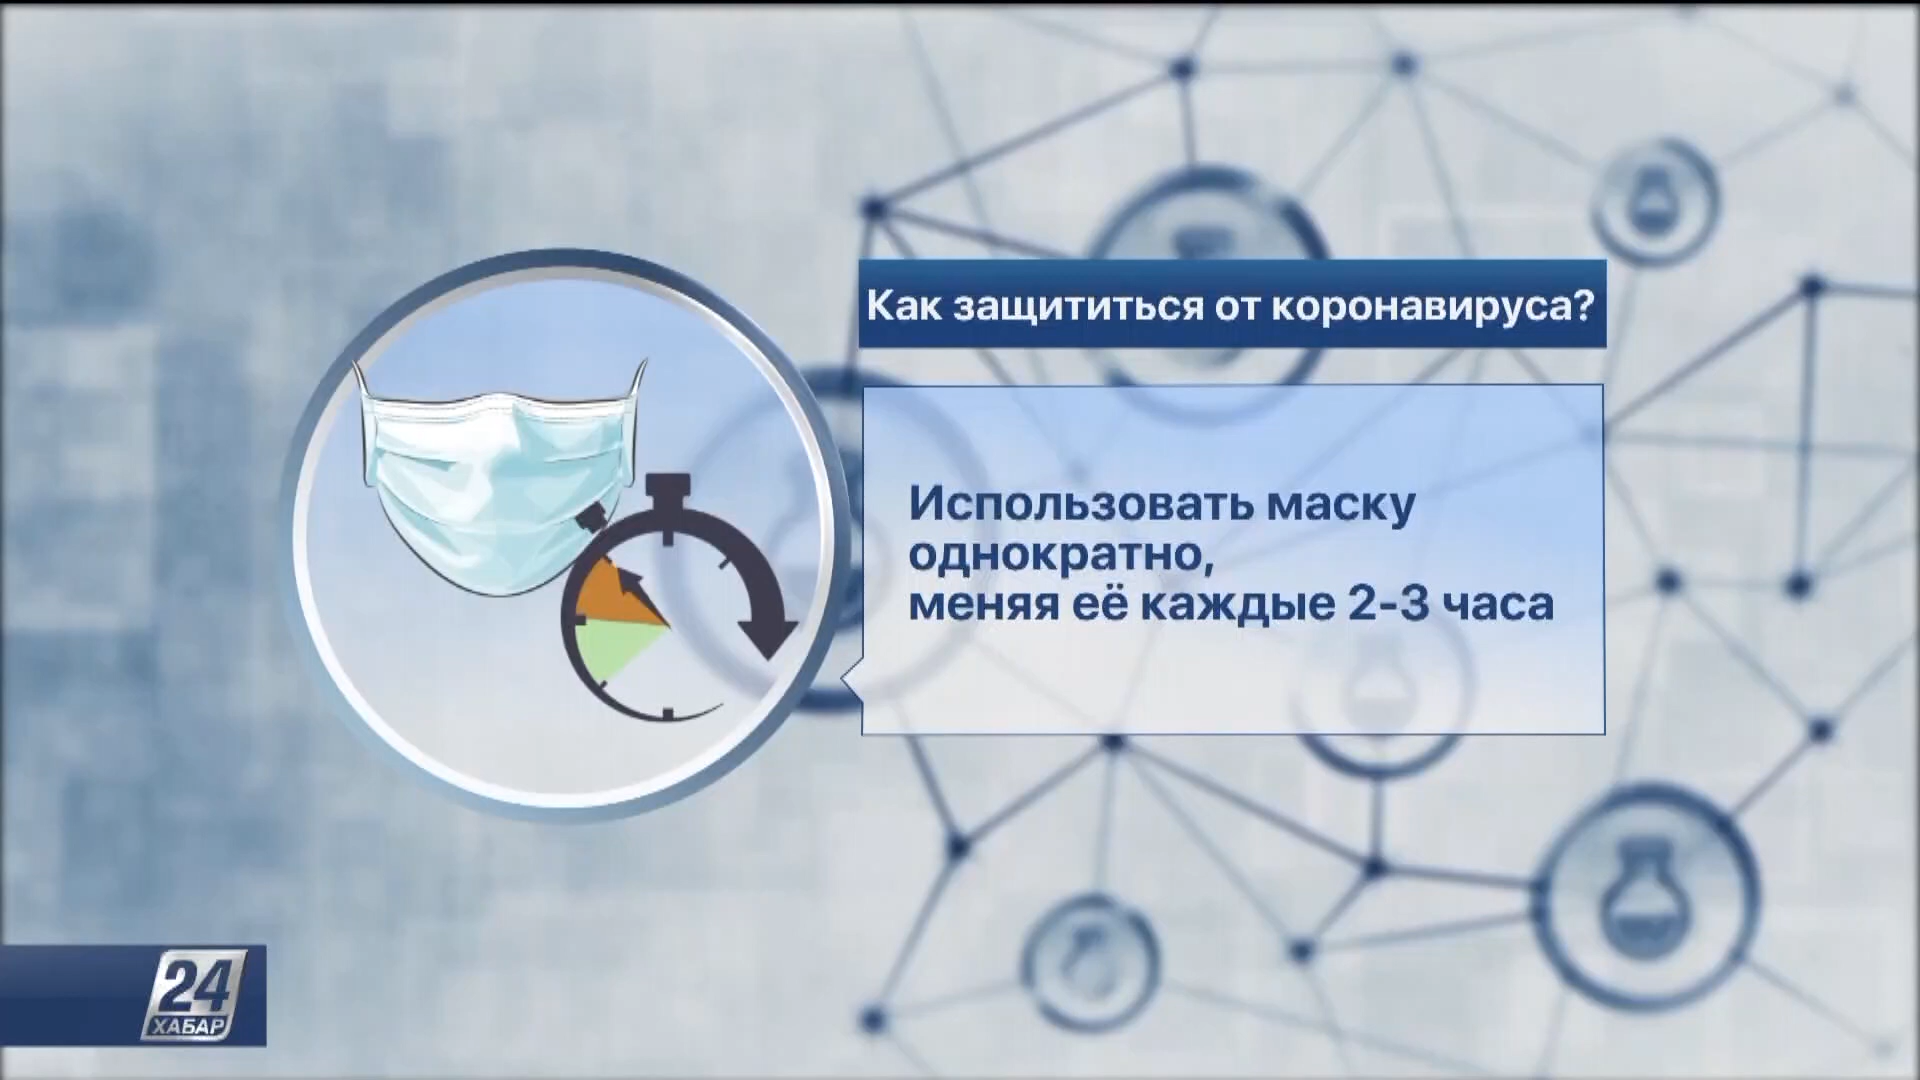 Как защититься от коронавируса?
Использовать маску
однократно,
меняя её каждые 2-3 часа
24
ХАБАР